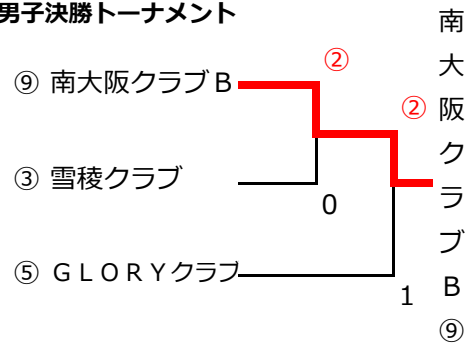 男子決勝トーナメント
⑨ 南大阪クラブB
③ 雪稜クラブ
⑤ GLORYクラブ
②
0
②
1
南大阪クラブB⑨